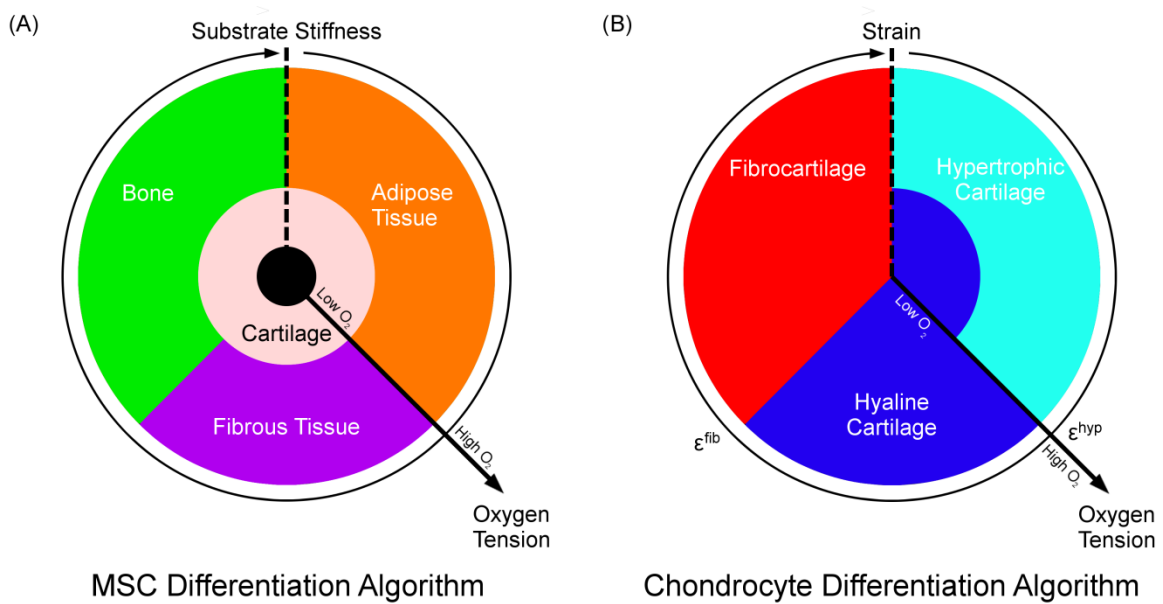 (A)
Substrate Stiffness
Bone
Adipose
Tissue
Low O₂
Cartilage
Fibrous Tissue
High O₂
Oxygen
Tension
MSC Differentiation Algorithm
(B)
Strain
Fibrocartilage
Hypertrophic
Cartilage
Low O₂
Hyaline
Cartilage
εᶠⁱᵇ
εʰʸᵖ
High O₂
Oxygen
Tension
Chondrocyte Differentiation Algorithm